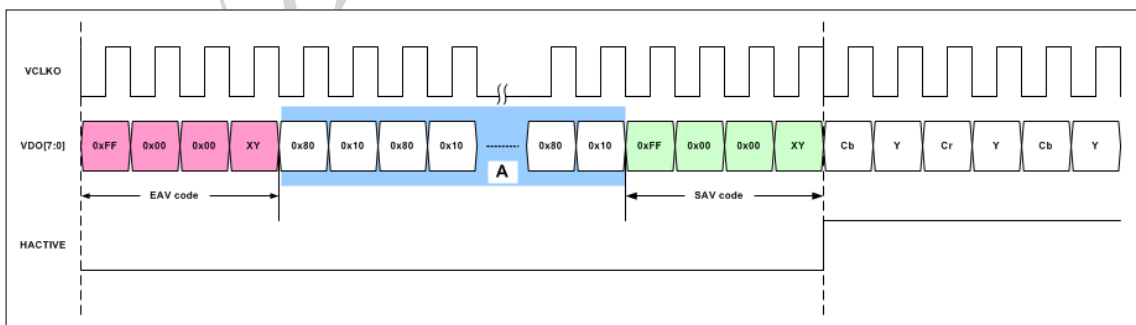 VCLKO
VDO[7:0] 0xFF 0x00 0x00 XY 0x80 0x10 0x80 0x10 0x80 0x10 0xFF 0x00 0x00 XY Cb Y Cr Y Cb Y
A
EAV code SAV code
HACTIVE